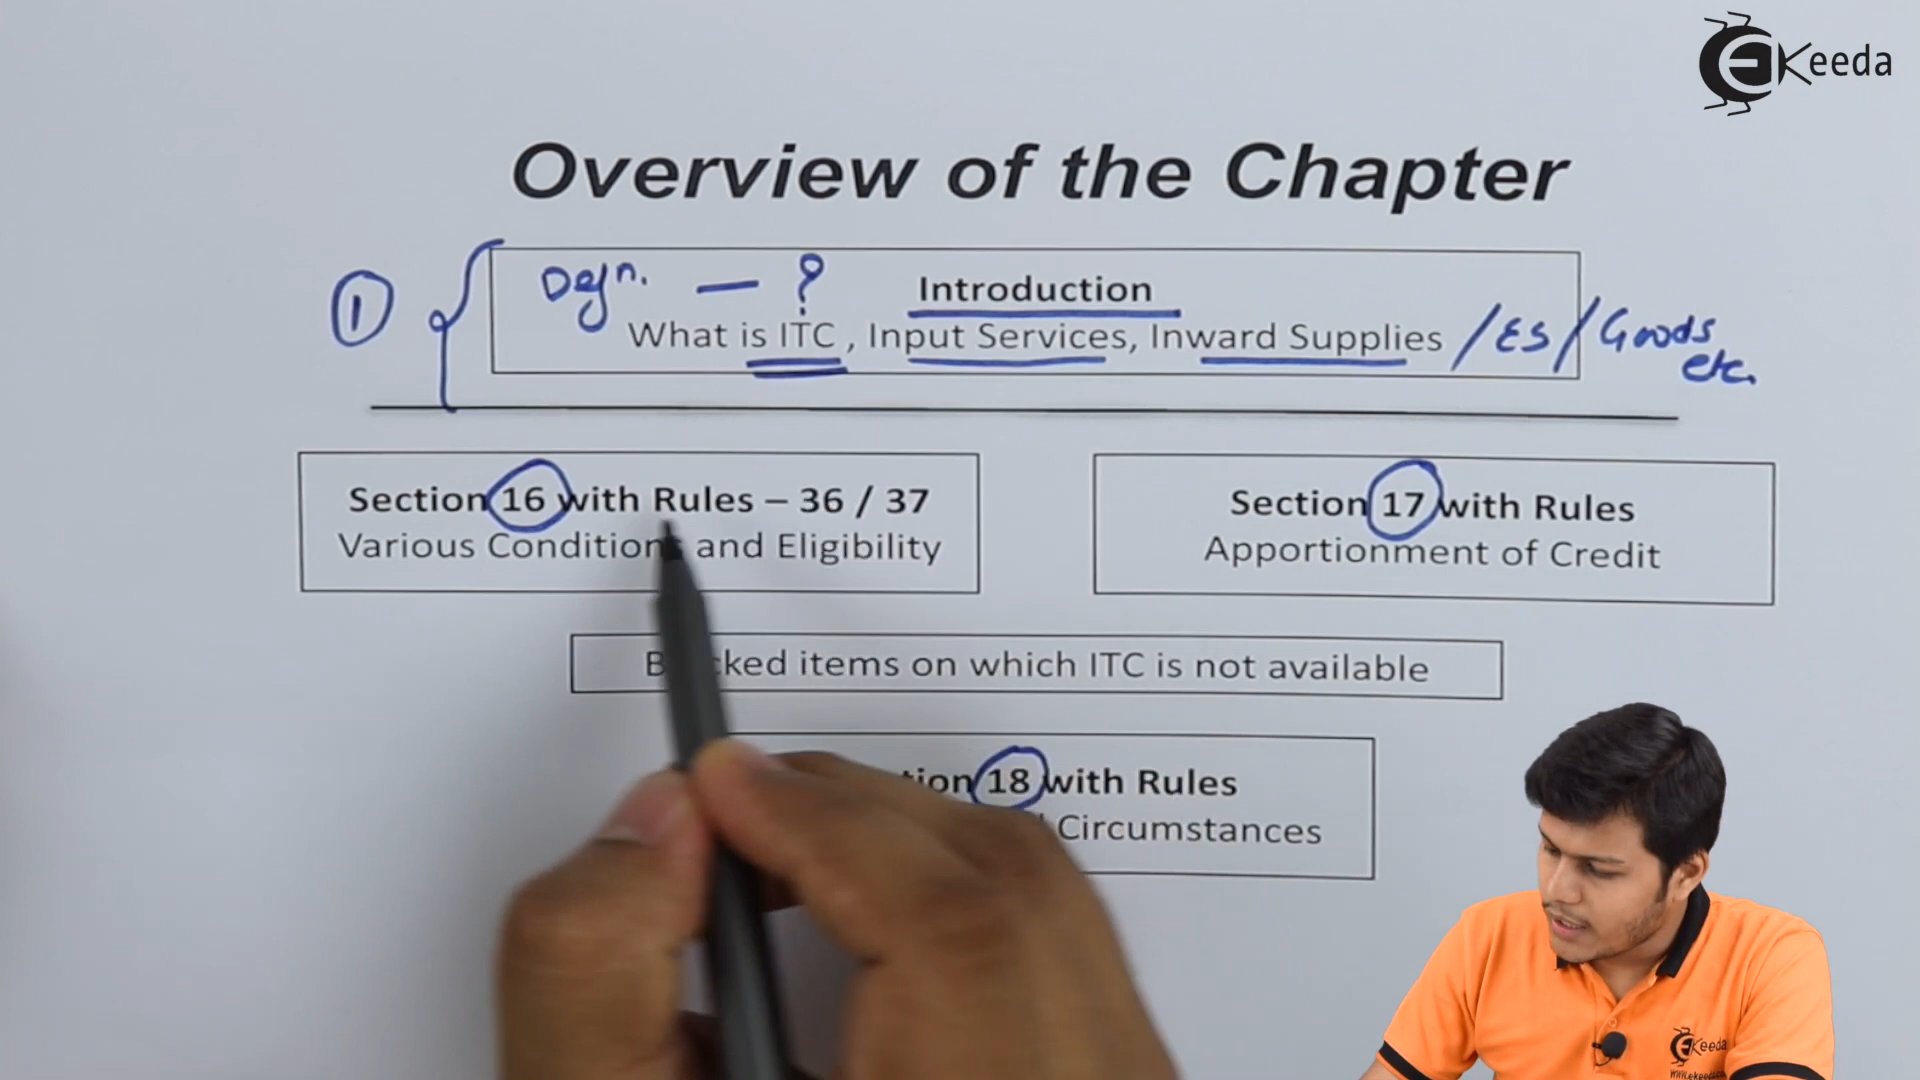 Keeda
Overview of the Chapter
① Defn. — ? Introduction
What is ITC , Input Services, Inward Supplies / ES / Goods etc.
Section 16 with Rules – 36 / 37
Various Conditions and Eligibility
Section 17 with Rules
Apportionment of Credit
items on which ITC is not available
18 with Rules
Circumstances
Keeda